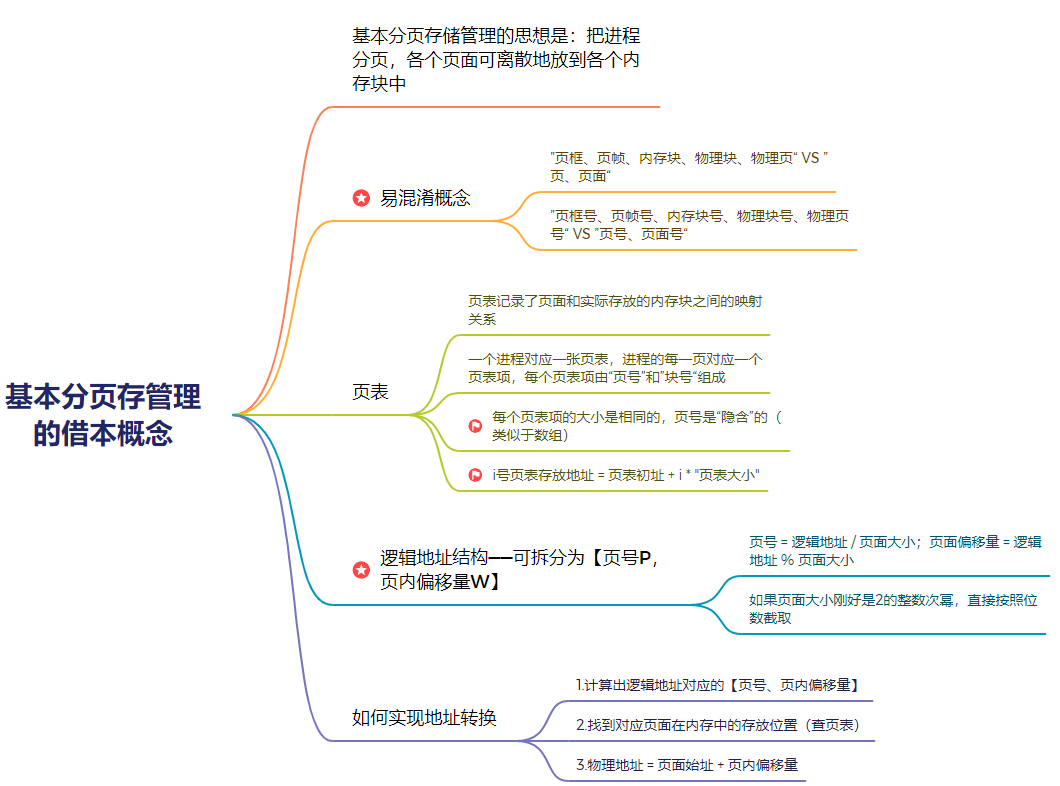 基本分页存储管理的思想是：把进程
分页，各个页面可离散地放到各个内
存块中
易混淆概念
”页框、页帧、内存块、物理块、物理页“ VS ”
页、页面“
”页框号、页帧号、内存块号、物理块号、物理页
号“ VS ”页号、页面号“
基本分页存管理
的借本概念
页表
页表记录了页面和实际存放的内存块之间的映射
关系
一个进程对应一张页表，进程的每一页对应一个
页表项，每个页表项由“页号”和”块号“组成
每个页表项的大小是相同的，页号是“隐含”的（
类似于数组）
i号页表存放地址 = 页表初址 + i * "页表大小"
逻辑地址结构——可拆分为【页号P，
页内偏移量W】
页号 = 逻辑地址 / 页面大小；页面偏移量 = 逻辑
地址 % 页面大小
如果页面大小刚好是2的整数次幂，直接按照位
数截取
如何实现地址转换
1.计算出逻辑地址对应的【页号、页内偏移量】
2.找到对应页面在内存中的存放位置（查页表）
3.物理地址 = 页面始址 + 页内偏移量